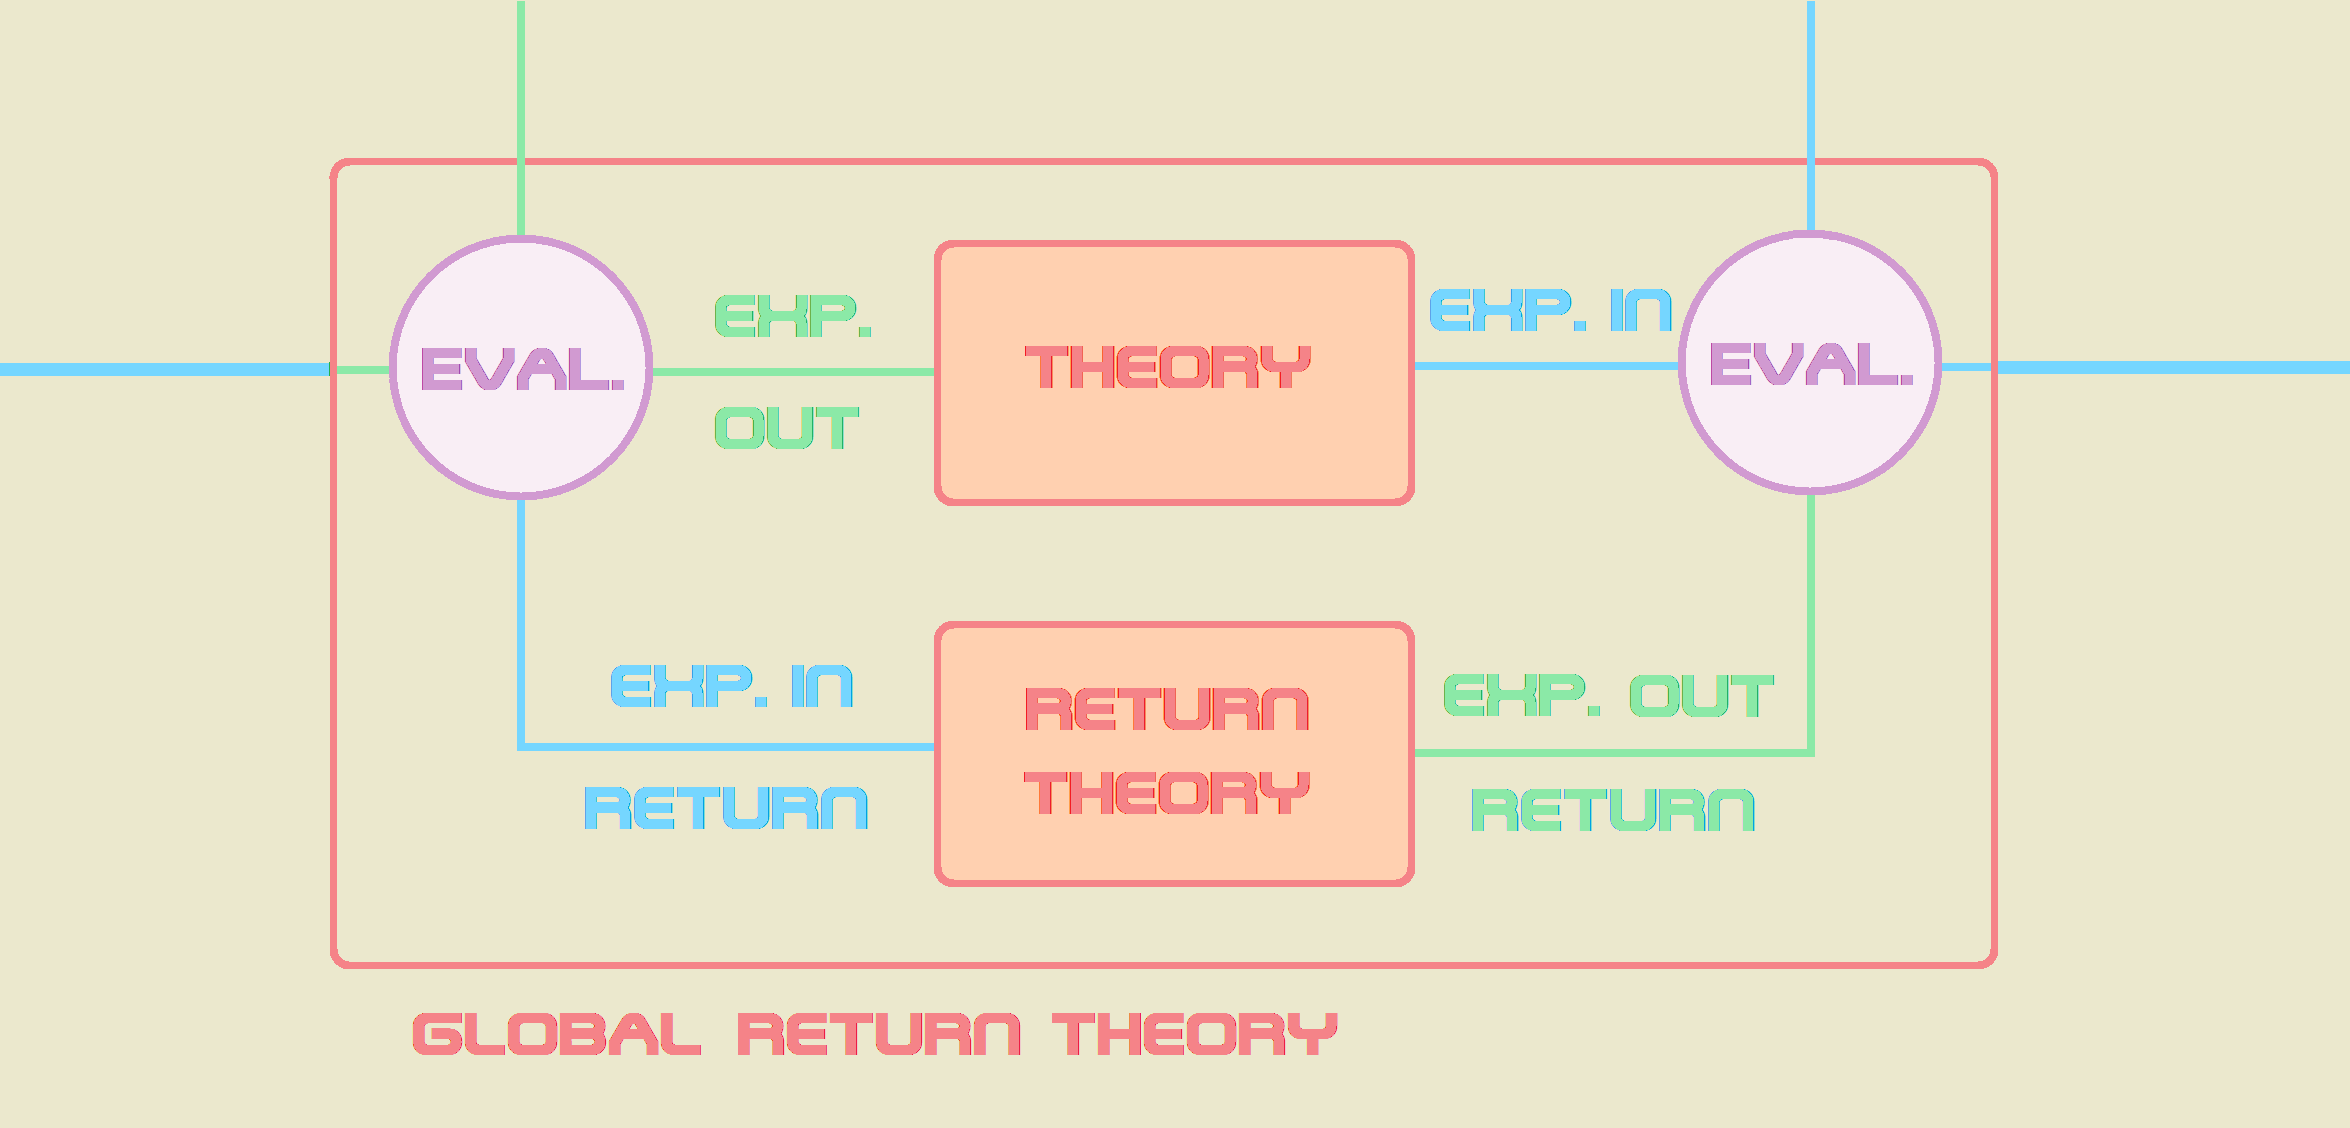 EXP.
OUT
EVAL.
THEORY
EXP. IN
EVAL.
EXP. IN
RETURN
RETURN
THEORY
EXP. OUT
RETURN
GLOBAL RETURN THEORY